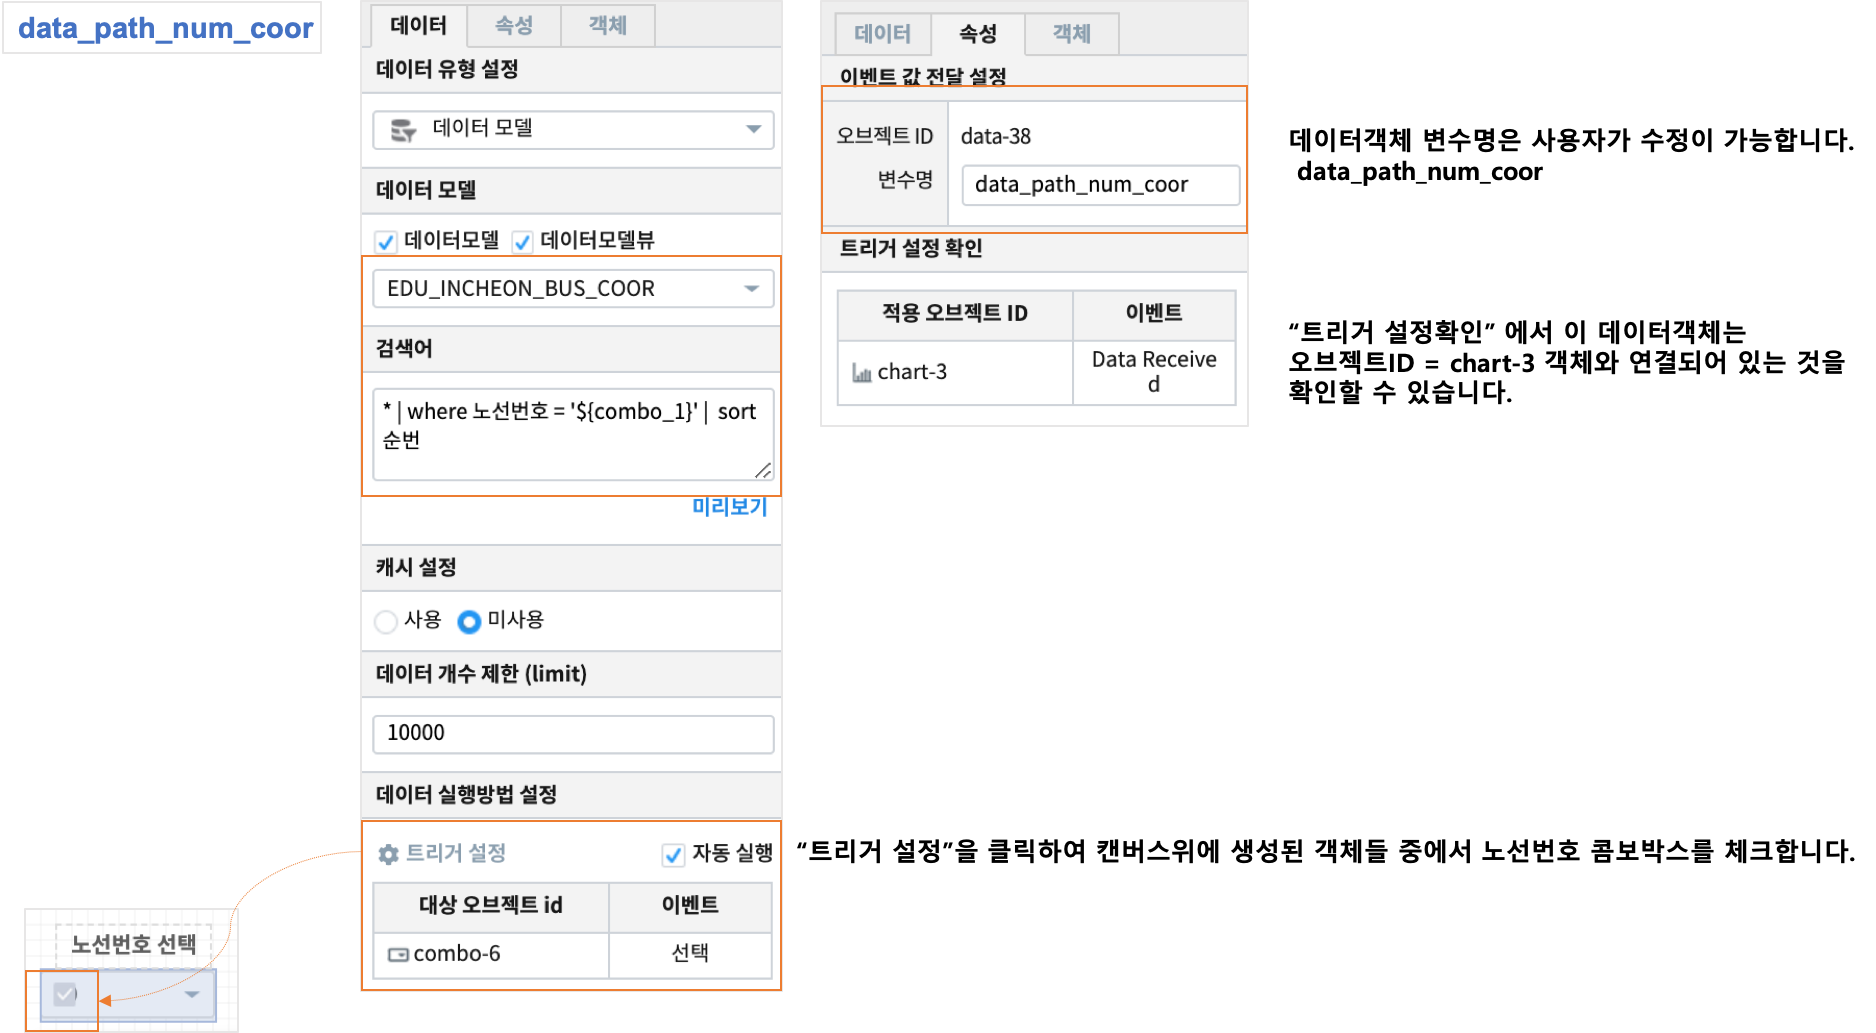 data_path_num_coor
데이터 속성 객체
데이터 유형 설정
데이터 모델
데이터 모델
데이터모델 데이터모델뷰
EDU_INCHEON_BUS_COOR
검색어
* | where 노선번호 = '${combo_1}' | sort
순번
미리보기
캐시 설정
사용 미사용
데이터 개수 제한 (limit)
10000
데이터 실행방법 설정
트리거 설정 자동 실행
대상 오브젝트 id 이벤트
combo-6 선택
노선번호 선택
데이터 속성 객체
이벤트 값 전달 설정
오브젝트 ID data-38
변수명 data_path_num_coor
트리거 설정 확인
적용 오브젝트 ID 이벤트
chart-3 Data Receive
d
데이터객체 변수명은 사용자가 수정이 가능합니다.
data_path_num_coor
“트리거 설정확인” 에서 이 데이터객체는
오브젝트ID = chart-3 객체와 연결되어 있는 것을
확인할 수 있습니다.
“트리거 설정”을 클릭하여 캔버스위에 생성된 객체들 중에서 노선번호 콤보박스를 체크합니다.